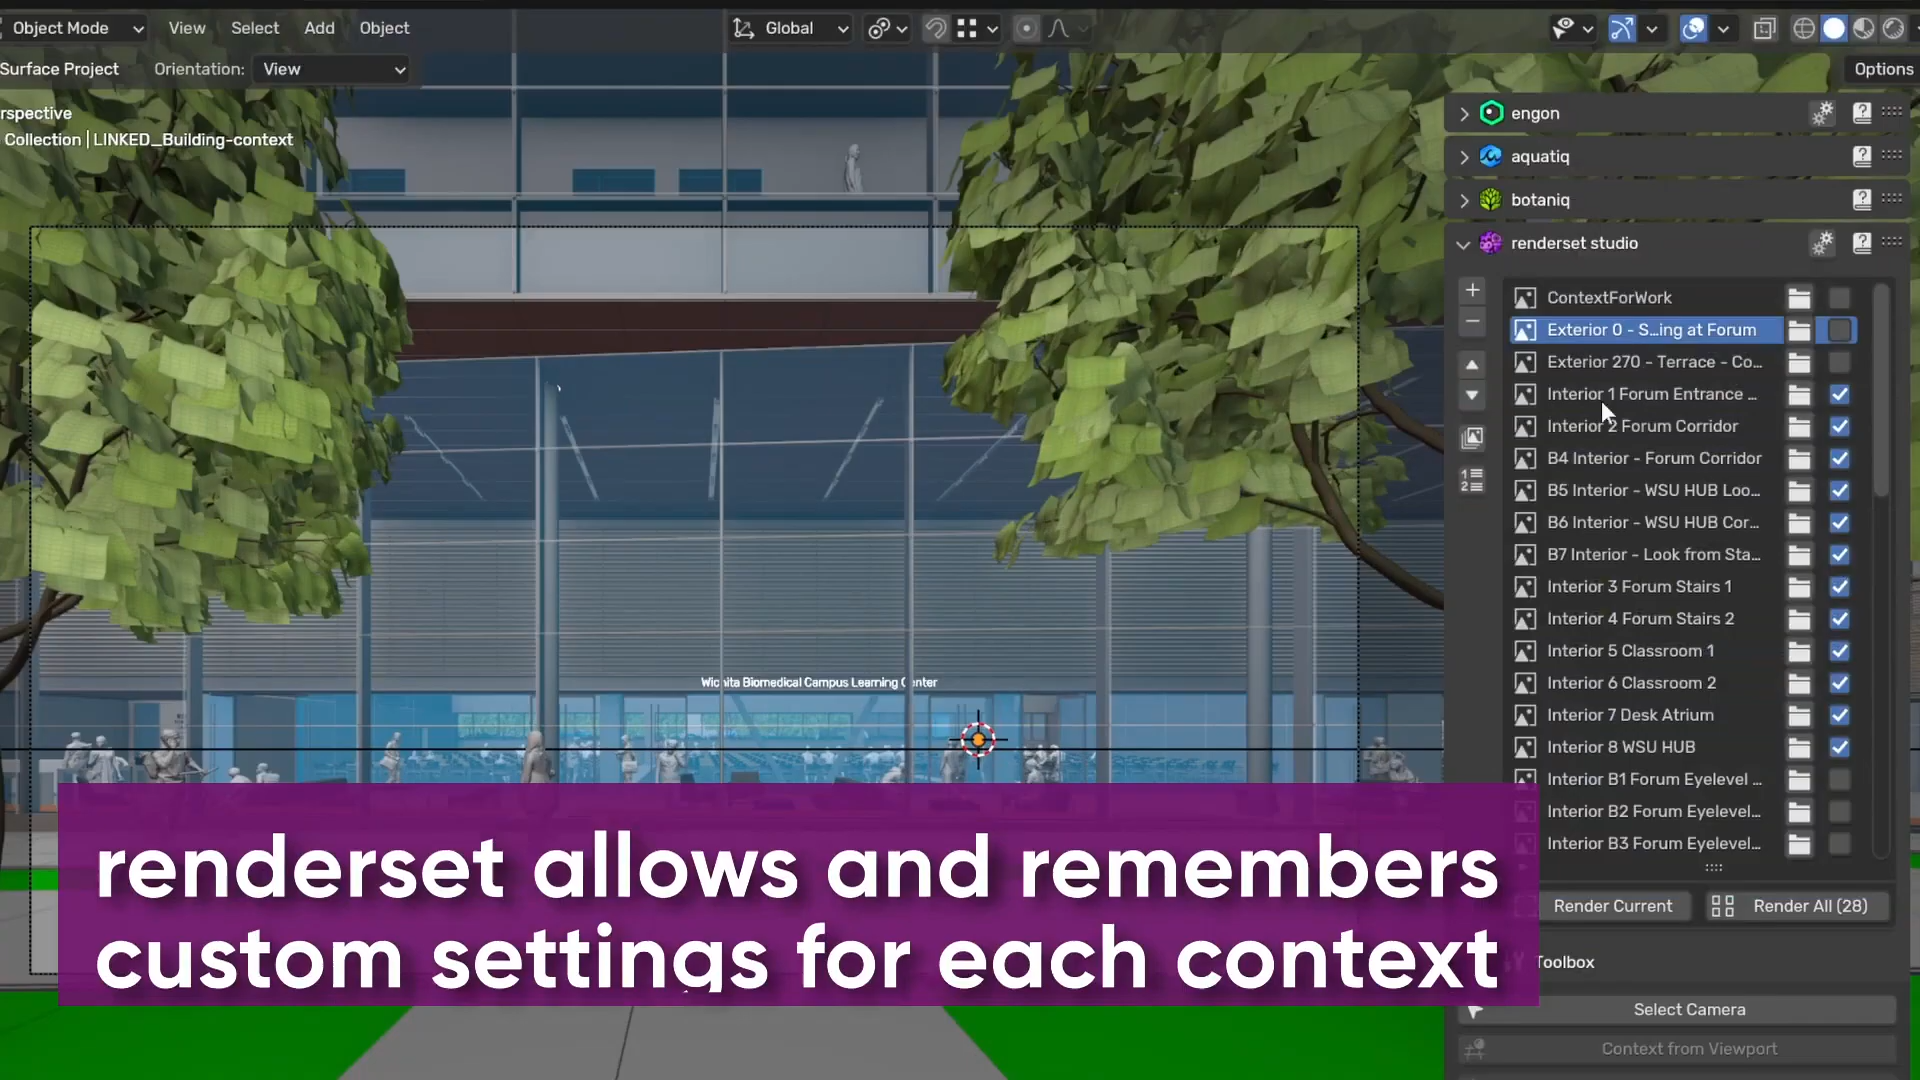 Object Mode
View
Select
Add
Object
Global
Surface Project
Orientation:
View
Options
rspective
Collection | LINKED_Building-context
engon
aquatiq
botaniq
renderset studio
ContextForWork
Exterior 0 - S...ing at Forum
Exterior 270 - Terrace - Co...
Interior 1 Forum Entrance ...
Interior 2 Forum Corridor
B4 Interior - Forum Corridor
B5 Interior - WSU HUB Loo...
B6 Interior - WSU HUB Cor...
B7 Interior - Look from Sta...
Interior 3 Forum Stairs 1
Interior 4 Forum Stairs 2
Interior 5 Classroom 1
Interior 6 Classroom 2
Interior 7 Desk Atrium
Interior 8 WSU HUB
Interior B1 Forum Eyelevel ...
Interior B2 Forum Eyelevel...
Interior B3 Forum Eyelevel...
Wichita Biomedical Campus Learning Center
renderset allows and remembers
custom settings for each context
Render Current
Render All (28)
Toolbox
Select Camera
Context from Viewport